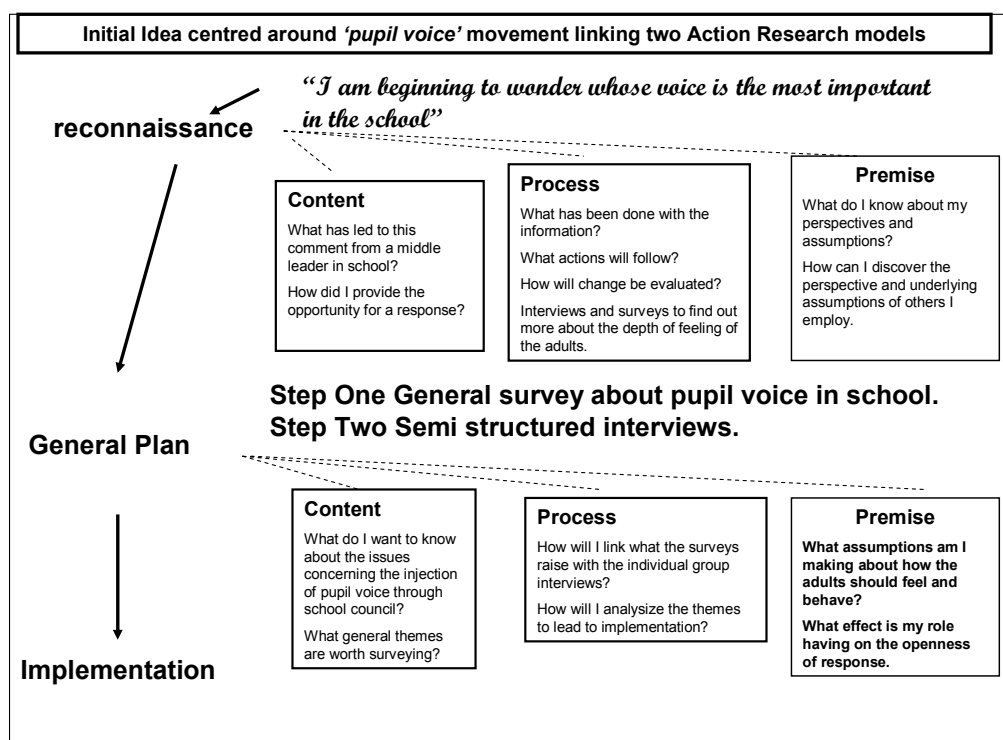 Initial Idea centred around ‘pupil voice’ movement linking two Action Research models
“I am beginning to wonder whose voice is the most important
in the school”
reconnaissance
Content
What has led to this
comment from a middle
leader in school?
How did I provide the
opportunity for a response?
Process
What has been done with the
information?
What actions will follow?
How will change be evaluated?
Interviews and surveys to find out
more about the depth of feeling of
the adults.
Premise
What do I know about my
perspectives and
assumptions?
How can I discover the
perspective and underlying
assumptions of others I
employ.
Step One General survey about pupil voice in school.
Step Two Semi structured interviews.
General Plan
Content
What do I want to know
about the issues
concerning the injection
of pupil voice through
school council?
What general themes
are worth surveying?
Process
How will I link what the surveys
raise with the individual group
interviews?
How will I analysize the themes
to lead to implementation?
Premise
What assumptions am I
making about how the
adults should feel and
behave?
What effect is my role
having on the openness
of response.
Implementation